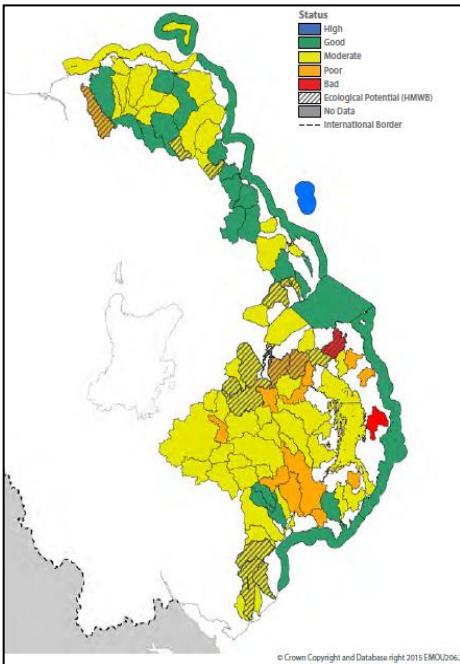 Status
High
Good
Moderate
Poor
Bad
Ecological Potential (HMWB)
No Data
International Border
© Crown Copyright and Database right 2015 EMOU206.2